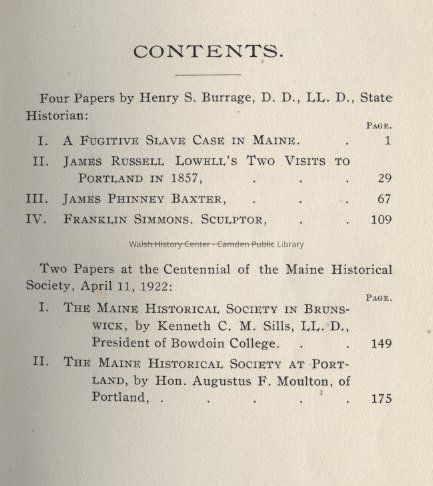 CONTENTS.
Four Papers by Henry S. Burrage, D. D., LL. D., State
Historian:
PAGE.
I. A FUGITIVE SLAVE CASE IN MAINE. . 1
II. JAMES RUSSELL LOWELL'S TWO VISITS TO
PORTLAND IN 1857, . . . 29
III. JAMES PHINNEY BAXTER, . . . 67
IV. FRANKLIN SIMMONS. SCULPTOR, . . 109
Walsh History Center - Camden Public Library
Two Papers at the Centennial of the Maine Historical
Society, April 11, 1922:
PAGE.
I. THE MAINE HISTORICAL SOCIETY IN BRUNS-
WICK, by Kenneth C. M. Sills, LL. D.,
President of Bowdoin College. . . 149
II. THE MAINE HISTORICAL SOCIETY AT PORT-
LAND, by Hon. Augustus F. Moulton, of
Portland, . . . . . 175